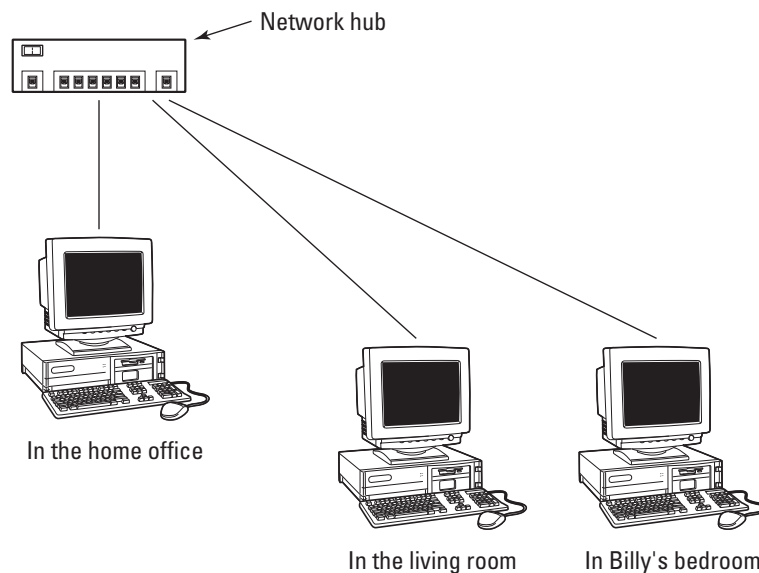 Network hub
In the home office
In the living room
In Billy's bedroom